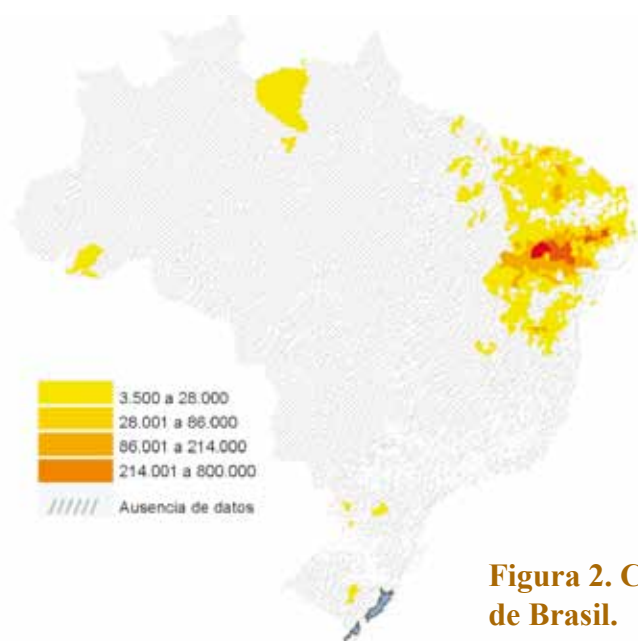 3.500 a 28.000
28.001 a 86.000
86.001 a 214.000
214.001 a 800.000
Ausencia de datos
Figura 2. C
de Brasil.